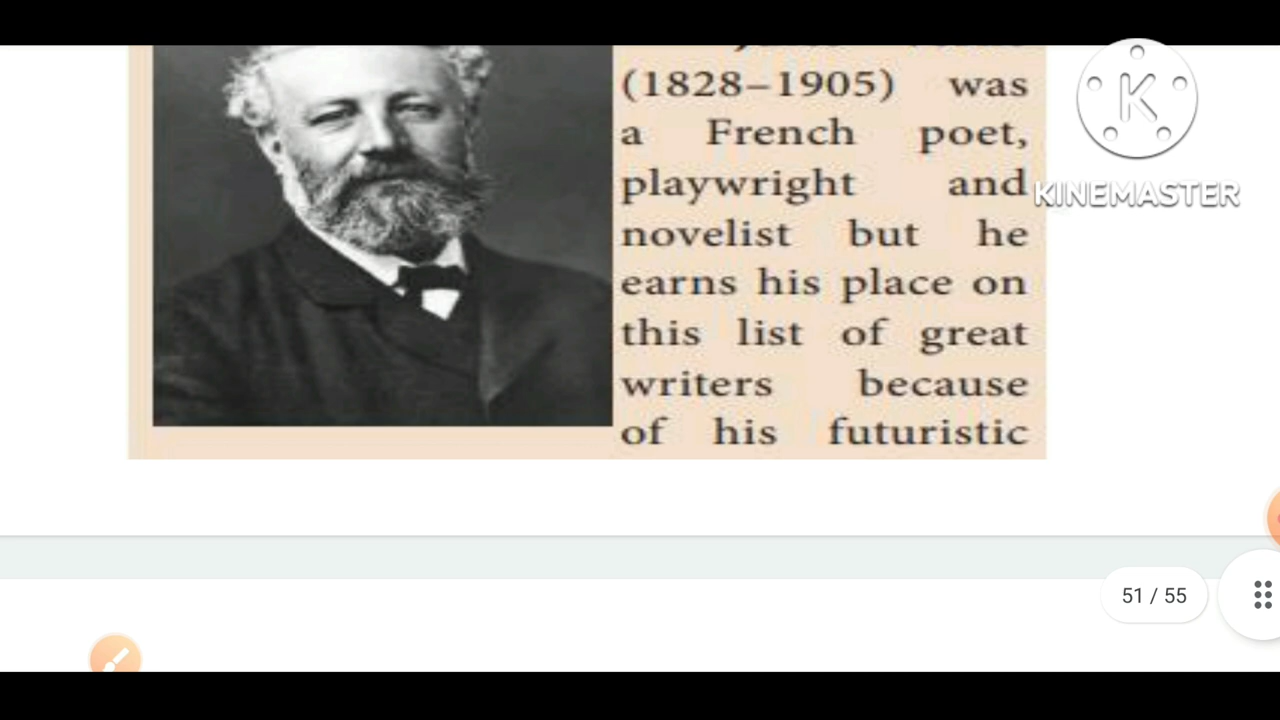 (1828–1905) was
a French poet,
playwright and
novelist but he
earns his place on
this list of great
writers because
of his futuristic
K
KINEMASTER
51 / 55